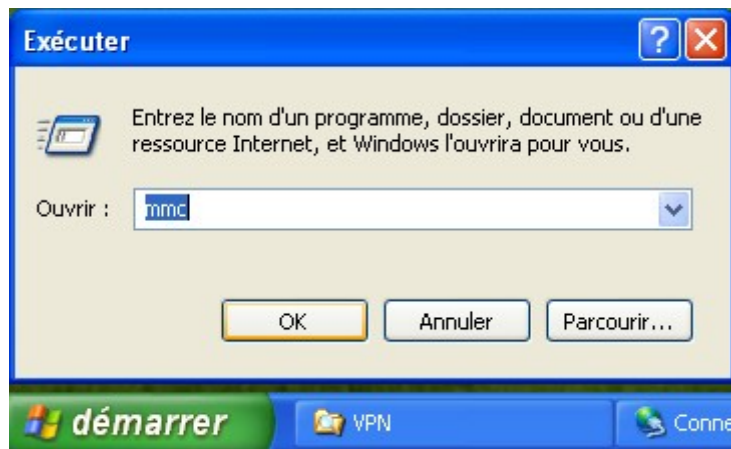 Exécuter
Entrez le nom d'un programme, dossier, document ou d'une
ressource Internet, et Windows l'ouvrira pour vous.
Ouvrir : mmc
OK Annuler Parcourir...
démarrer VPN Conne